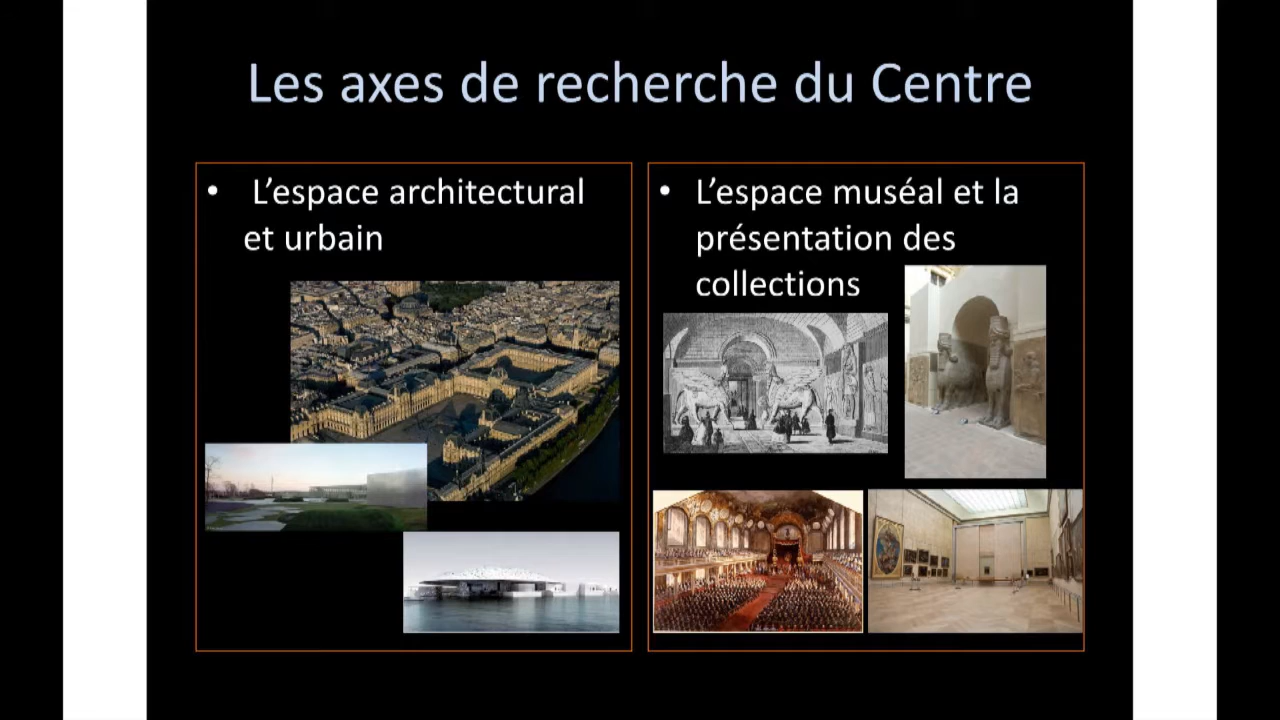 Les axes de recherche du Centre
• L’espace architectural
et urbain
• L’espace muséal et la
présentation des
collections